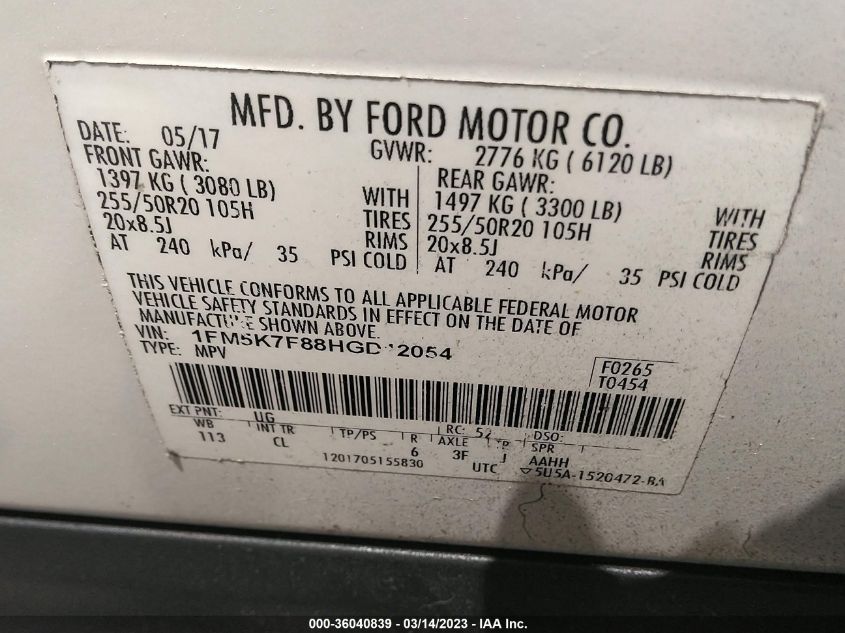 MFD. BY FORD MOTOR CO.
DATE: 05/17 GVWR: 2776 KG ( 6120 LB)
FRONT GAWR: REAR GAWR:
1397 KG ( 3080 LB) WITH 1497 KG ( 3300 LB) WITH
255/50R20 105H TIRES 255/50R20 105H TIRES
20x8.5J RIMS 20x8.5J RIMS
AT 240 kPa/ 35 PSI COLD AT 240 kPa/ 35 PSI COLD
THIS VEHICLE CONFORMS TO ALL APPLICABLE FEDERAL MOTOR
VEHICLE SAFETY STANDARDS IN EFFECT ON THE DATE OF
MANUFACTURE SHOWN ABOVE.
VIN:
TYPE: MPV
F0265
T0454
EXT PNT: UG RC: 52 DSO:
WB INT TR TP/PS R AXLE SPR
113 CL 6 3F J AAHH
1201705155830 UTC
000-36040839 - 03/14/2023 - IAA Inc.